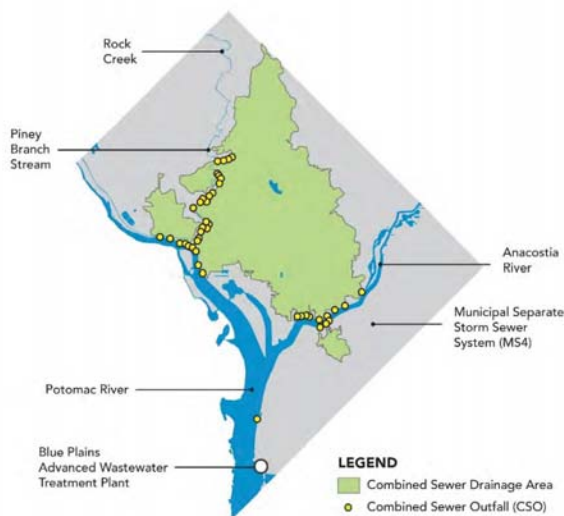 Rock
Creek
Piney
Branch
Stream
Anacostia
River
Municipal Separate
Storm Sewer
System (MS4)
Potomac River
Blue Plains
Advanced Wastewater
Treatment Plant
LEGEND
Combined Sewer Drainage Area
Combined Sewer Outfall (CSO)